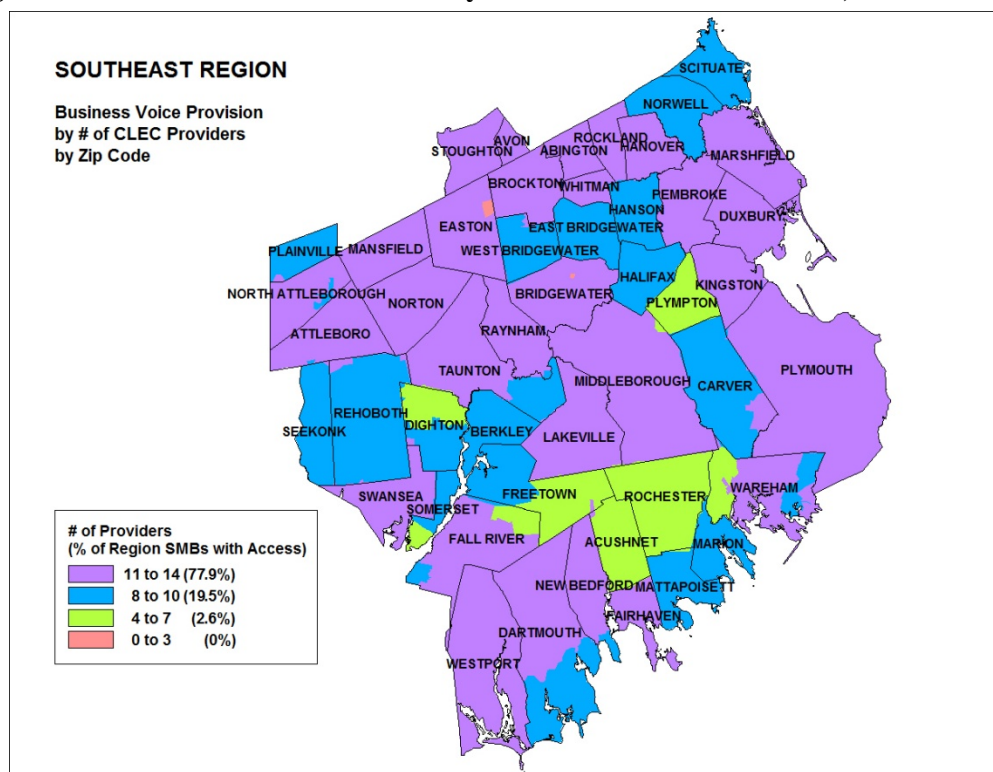 SOUTHEAST REGION
Business Voice Provision
by # of CLEC Providers
by Zip Code
SCITUATE
NORWELL
AVON
STOUGHTON
ROCKLAND
ABINGTON
HANOVER
MARSHFIELD
BROCKTON
WHITMAN
PEMBROKE
HANSON
DUXBURY
EASTON
EAST BRIDGEWATER
PLAINVILLE
MANSFIELD
WEST BRIDGEWATER
HALIFAX
KINGSTON
NORTH ATTLEBOROUGH
BRIDGEWATER
PLYMPTON
NORTON
ATTLEBORO
RAYNHAM
TAUNTON
MIDDLEBOROUGH
CARVER
PLYMOUTH
REHOBOTH
DIGHTON
SEEKONK
BERKLEY
LAKEVILLE
SWANSEA
FREETOWN
ROCHESTER
WAREHAM
SOMERSET
FALL RIVER
ACUSHNET
MARION
NEW BEDFORD
MATTAPOISETT
FAIRHAVEN
DARTMOUTH
WESTPORT
# of Providers
(% of Region SMBs with Access)
11 to 14 (77.9%)
8 to 10 (19.5%)
4 to 7 (2.6%)
0 to 3 (0%)